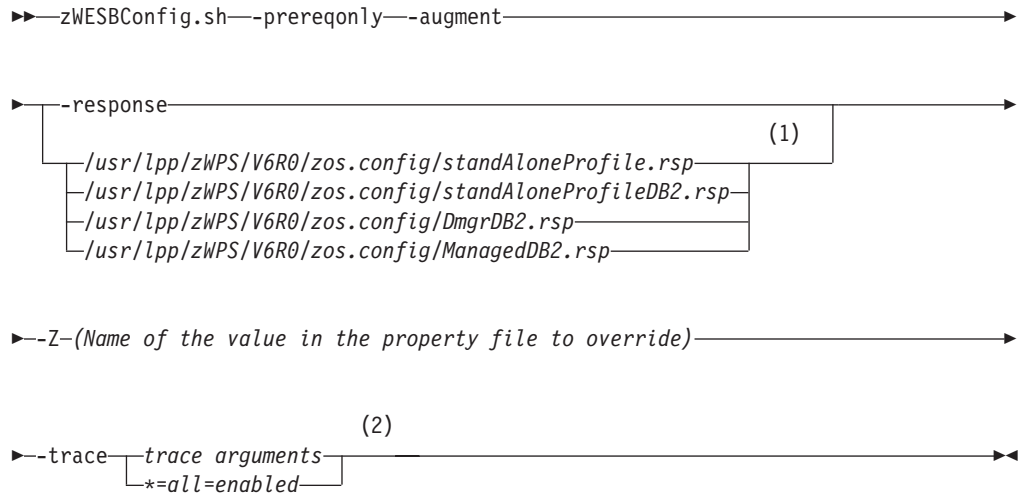 zWESBConfig.sh -prereqonly -augment
-response
(1)
/usr/lpp/zWPS/V6R0/zos.config/standAloneProfile.rsp
/usr/lpp/zWPS/V6R0/zos.config/standAloneProfileDB2.rsp
/usr/lpp/zWPS/V6R0/zos.config/DmgrDB2.rsp
/usr/lpp/zWPS/V6R0/zos.config/ManagedDB2.rsp
-Z (Name of the value in the property file to override)
(2)
-trace trace arguments
*=all=enabled